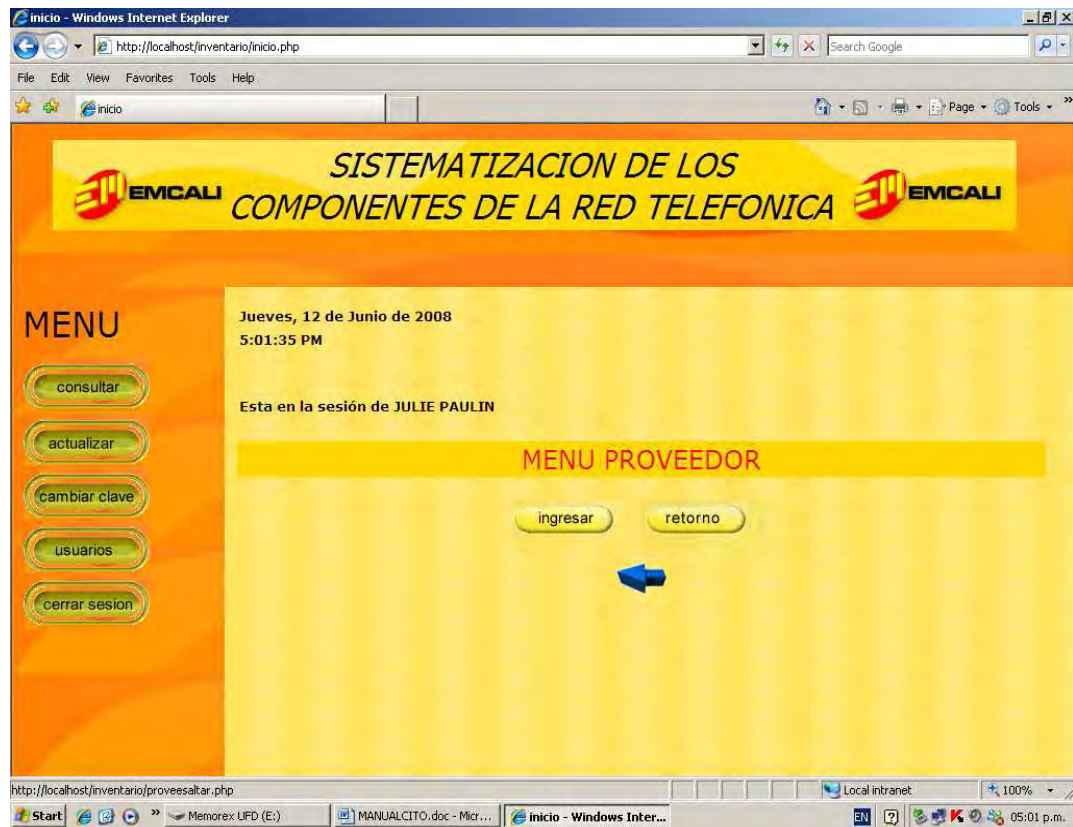 inicio - Windows Internet Explorer
http://localhost/inventario/inicio.php
Search Google
File Edit View Favorites Tools Help
inicio
Page Tools
SISTEMATIZACION DE LOS
COMPONENTES DE LA RED TELEFONICA
EMCALI
EMCALI
MENU
consultar
actualizar
cambiar clave
usuarios
cerrar sesion
Jueves, 12 de Junio de 2008
5:01:35 PM
Esta en la sesión de JULIE PAULIN
MENU PROVEEDOR
ingresar
retorno
http://localhost/inventario/proveesaltar.php
Local intranet
100%
Start
Memorex UFD (E:)
MANUALCITO.doc - Micr...
inicio - Windows Inter...
EN
05:01 p.m.